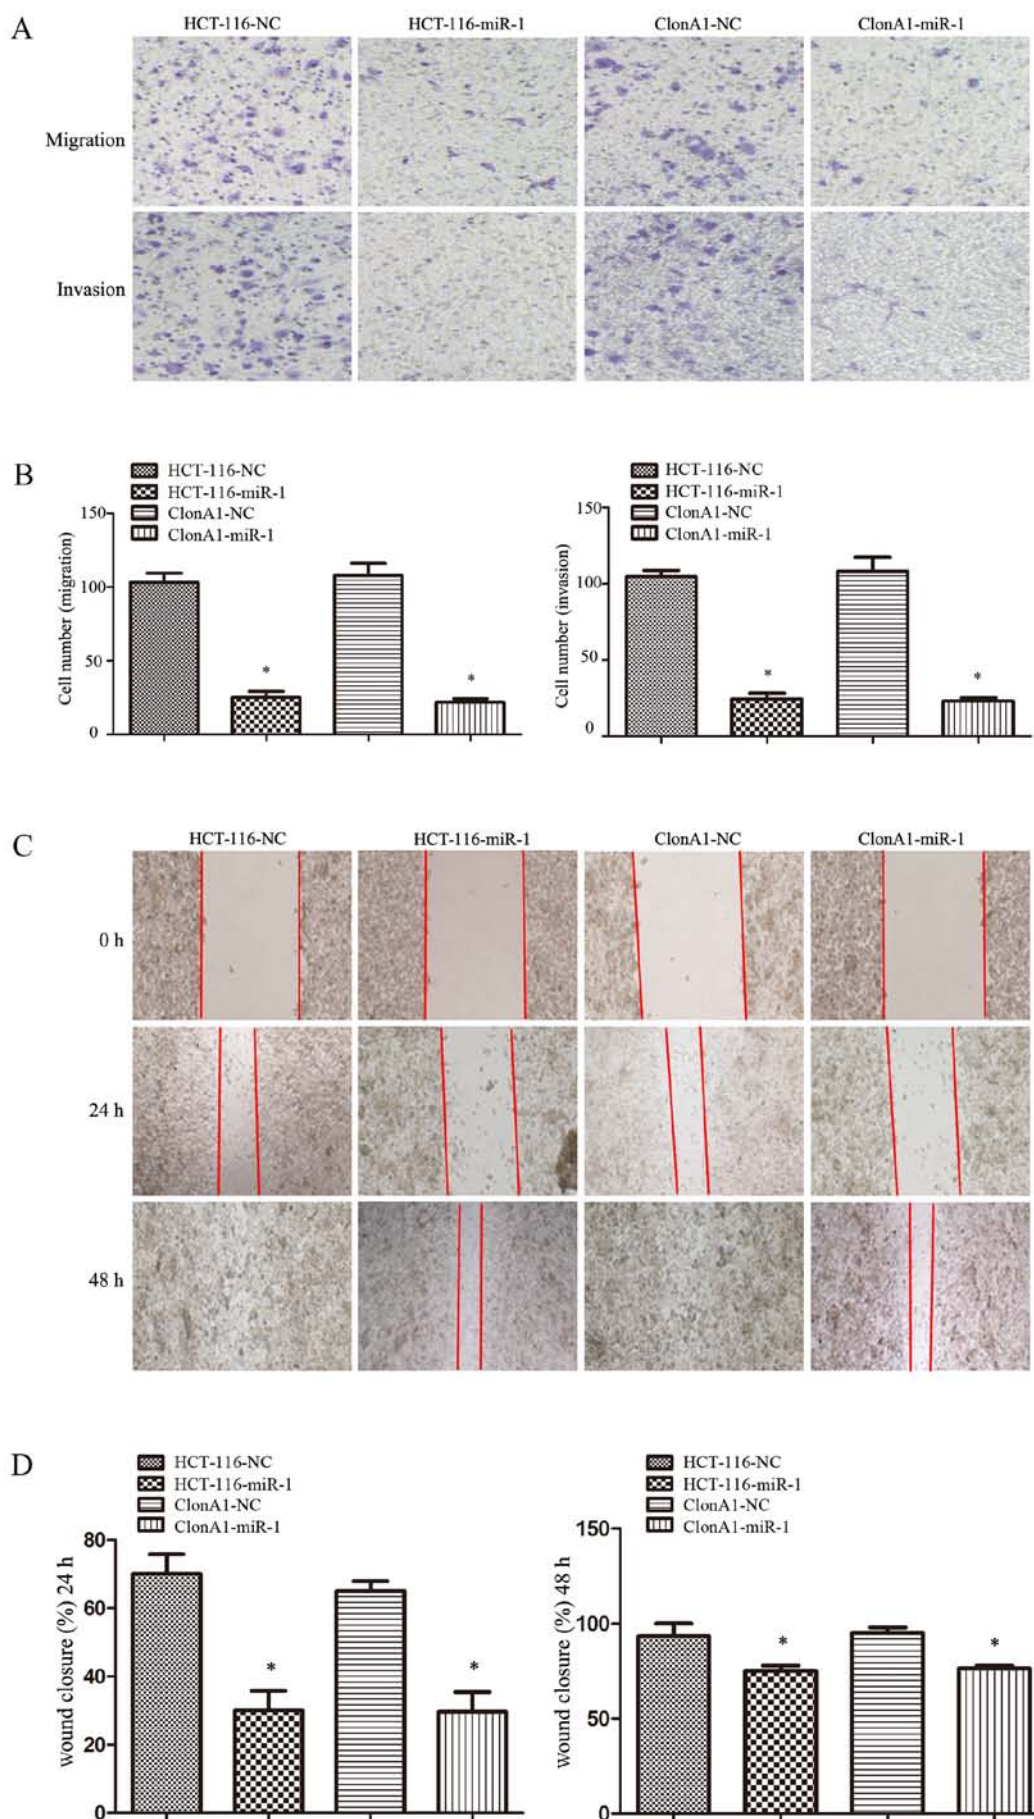 A
HCT-116-NC HCT-116-miR-1 ClonA1-NC ClonA1-miR-1
Migration
Invasion
B
HCT-116-NC
HCT-116-miR-1
ClonA1-NC
ClonA1-miR-1
150
100
50
0
Cell number (migration)
*
*
HCT-116-NC
HCT-116-miR-1
ClonA1-NC
ClonA1-miR-1
150
100
50
0
Cell number (invasion)
*
*
C
HCT-116-NC HCT-116-miR-1 ClonA1-NC ClonA1-miR-1
0 h
24 h
48 h
D
HCT-116-NC
HCT-116-miR-1
ClonA1-NC
ClonA1-miR-1
80
60
40
20
0
Wound closure (%) 24 h
*
*
HCT-116-NC
HCT-116-miR-1
ClonA1-NC
ClonA1-miR-1
150
100
50
0
Wound closure (%) 48 h
*
*